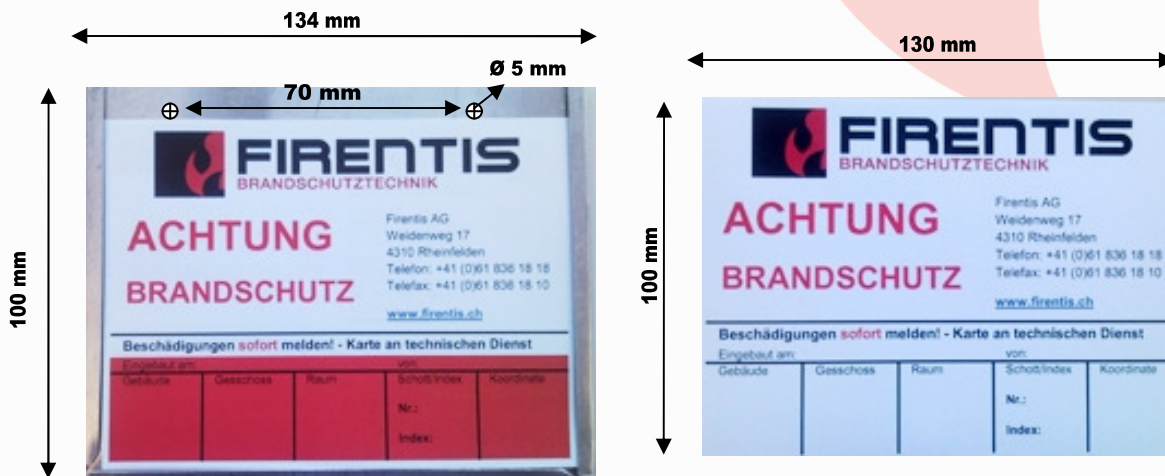 134 mm
Ø 5 mm
70 mm
100 mm
FIRENTIS
BRANDSCHUTZTECHNIK
ACHTUNG
BRANDSCHUTZ
Firentis AG
Weidenweg 17
4310 Rheinfelden
Telefon: +41 (0)61 836 18 18
Telefax: +41 (0)61 836 18 10
www.firentis.ch
Beschädigungen sofort melden! - Karte an technischen Dienst
Eingebaut am: von:
Gebäude Gesschoss Raum Schott/Index Koordinate
Nr.:
Index:
130 mm
100 mm
FIRENTIS
BRANDSCHUTZTECHNIK
ACHTUNG
BRANDSCHUTZ
Firentis AG
Weidenweg 17
4310 Rheinfelden
Telefon: +41 (0)61 836 18 18
Telefax: +41 (0)61 836 18 10
www.firentis.ch
Beschädigungen sofort melden! - Karte an technischen Dienst
Eingebaut am: von:
Gebäude Gesschoss Raum Schott/Index Koordinate
Nr.:
Index: